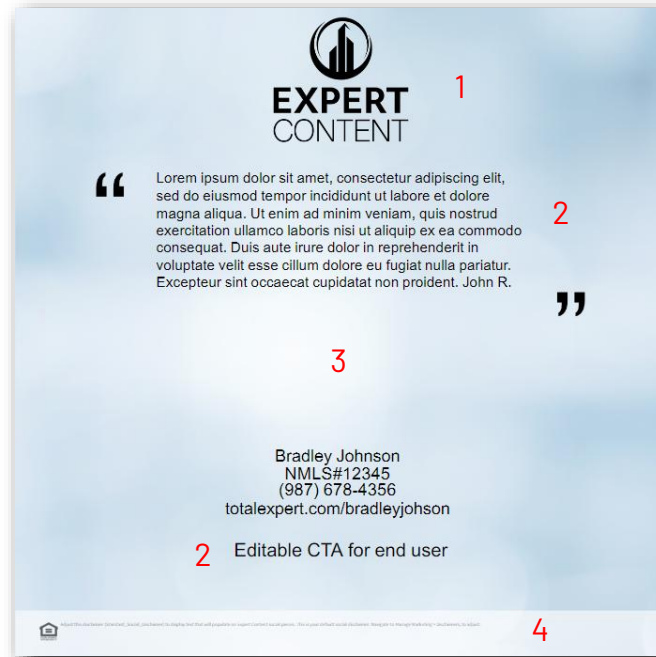 EXPERT
CONTENT
1
“
Lorem ipsum dolor sit amet, consectetur adipiscing elit,
sed do eiusmod tempor incididunt ut labore et dolore
magna aliqua. Ut enim ad minim veniam, quis nostrud
exercitation ullamco laboris nisi ut aliquip ex ea commodo
consequat. Duis aute irure dolor in reprehenderit in
voluptate velit esse cillum dolore eu fugiat nulla pariatur.
Excepteur sint occaecat cupidatat non proident. John R.
2
”
3
Bradley Johnson
NMLS#12345
(987) 678-4356
totalexpert.com/bradleyjohson
2 Editable CTA for end user
4